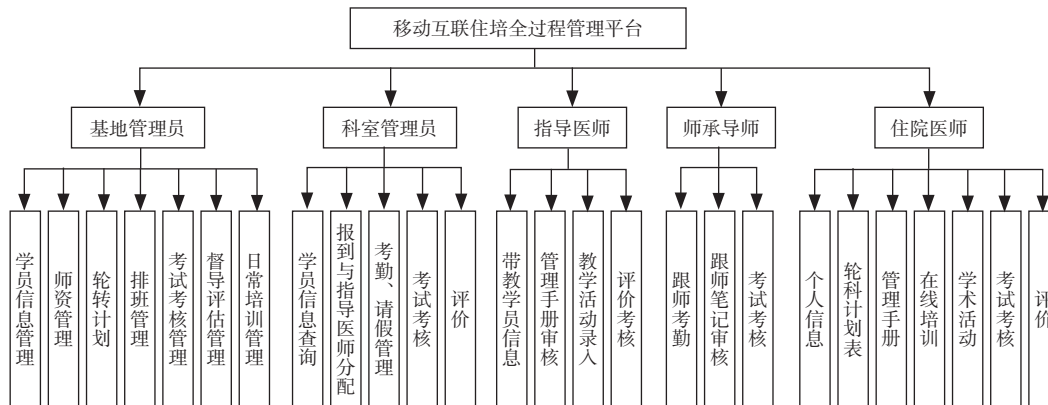 移动互联住培全过程管理平台
基地管理员
科室管理员
指导医师
师承导师
住院医师
学员信息管理
师资管理
轮转计划
排班管理
考试考核管理
督导评估管理
日常培训管理
学员信息查询
报到与指导医师分配
考勤、请假管理
考试考核
评价
带教学员信息
管理手册审核
教学活动录入
评价考核
跟师考勤
跟师笔记审核
考试考核
个人信息
轮科计划表
管理手册
在线培训
学术活动
考试考核
评价